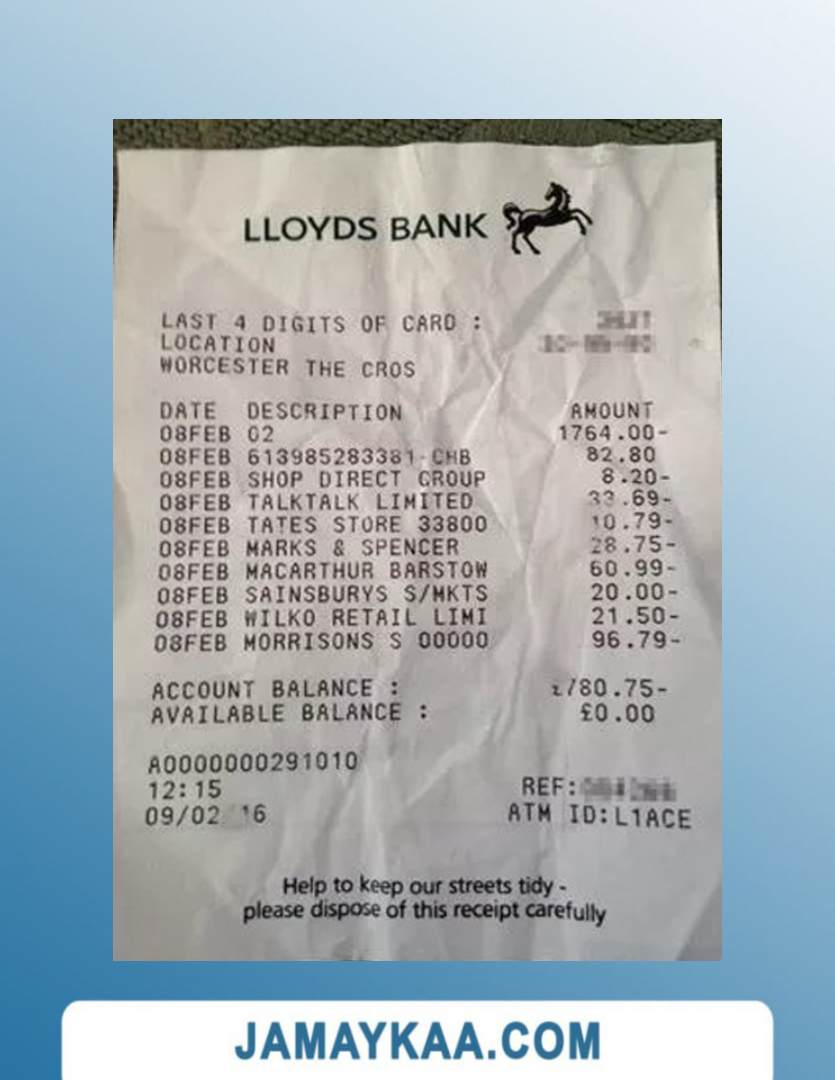 LLOYDS BANK
LAST 4 DIGITS OF CARD :
LOCATION
WORCESTER THE CROS
DATE DESCRIPTION AMOUNT
08FEB 02 1764.00-
08FEB 613985283381-CHB 82.80
08FEB SHOP DIRECT GROUP 8.20-
08FEB TALKTALK LIMITED 33.69-
08FEB TATES STORE 33800 10.79-
08FEB MARKS & SPENCER 28.75-
08FEB MACARTHUR BARSTOW 60.99-
08FEB SAINSBURYS S/MKTS 20.00-
08FEB WILKO RETAIL LIMI 21.50-
08FEB MORRISONS S 00000 96.79-
ACCOUNT BALANCE : £780.75-
AVAILABLE BALANCE : £0.00
A0000000291010
12:15 REF:
09/02 16 ATM ID:L1ACE
Help to keep our streets tidy -
please dispose of this receipt carefully
JAMAYKAA.COM